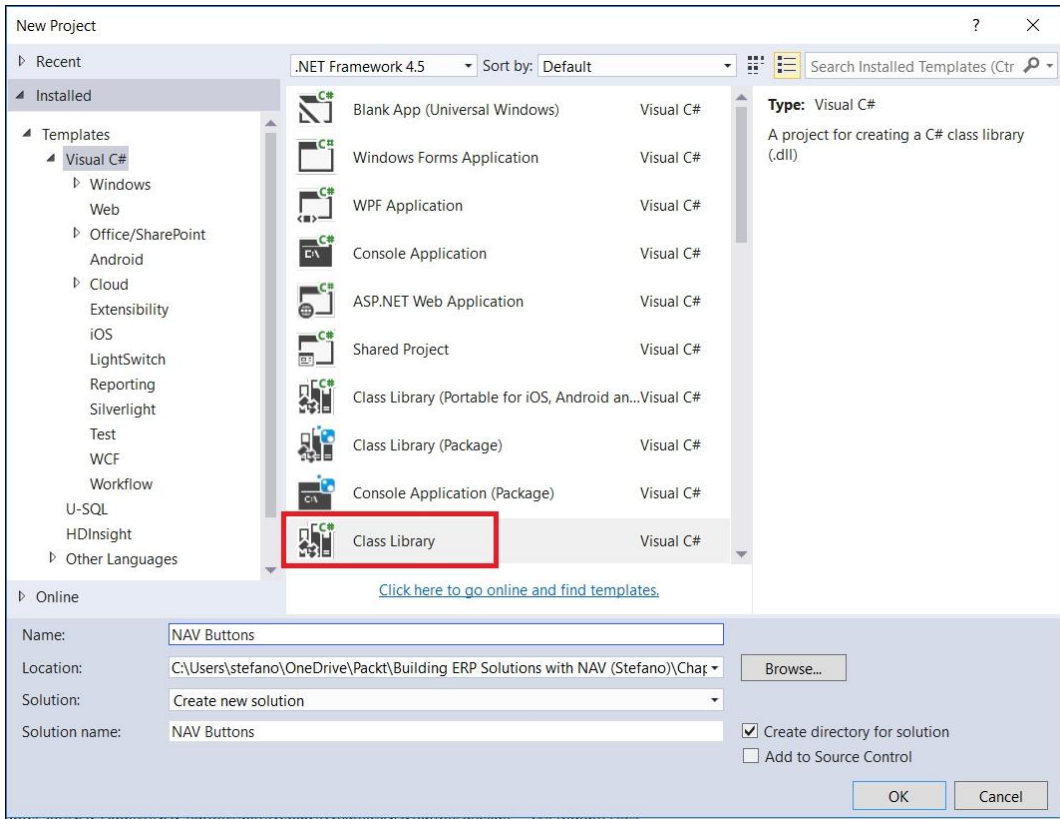 New Project
?
Recent
.NET Framework 4.5
Sort by: Default
Search Installed Templates (Ctr
Installed
Templates
Visual C#
Windows
Web
Office/SharePoint
Android
Cloud
Extensibility
iOS
LightSwitch
Reporting
Silverlight
Test
WCF
Workflow
U-SQL
HDInsight
Other Languages
Online
Blank App (Universal Windows) Visual C#
Windows Forms Application Visual C#
WPF Application Visual C#
Console Application Visual C#
ASP.NET Web Application Visual C#
Shared Project Visual C#
Class Library (Portable for iOS, Android an...Visual C#
Class Library (Package) Visual C#
Console Application (Package) Visual C#
Class Library Visual C#
Click here to go online and find templates.
Type: Visual C#
A project for creating a C# class library
(.dll)
Name: NAV Buttons
Location: C:\Users\stefano\OneDrive\Packt\Building ERP Solutions with NAV (Stefano)\Chap
Browse...
Solution: Create new solution
Solution name: NAV Buttons
Create directory for solution
Add to Source Control
OK
Cancel